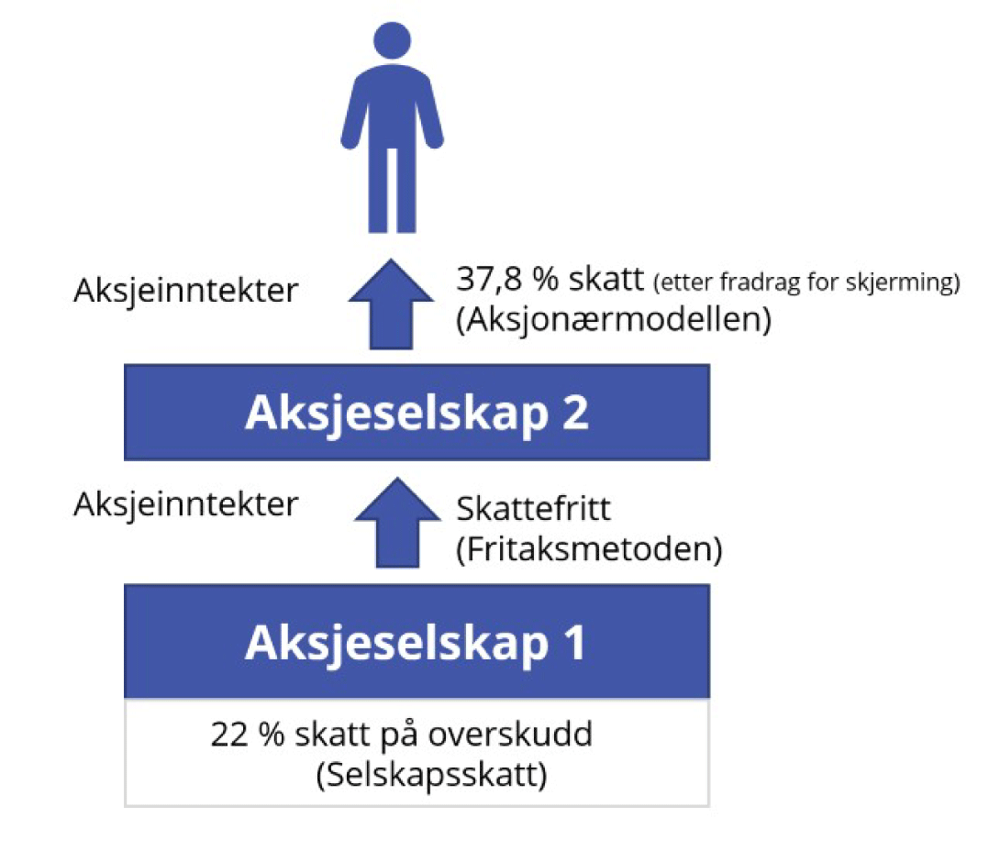 Aksjeinntekter
37,8 % skatt (etter fradrag for skjerming)
(Aksjonærmodellen)
Aksjeselskap 2
Aksjeinntekter
Skattefritt
(Fritaksmetoden)
Aksjeselskap 1
22 % skatt på overskudd
(Selskapsskatt)